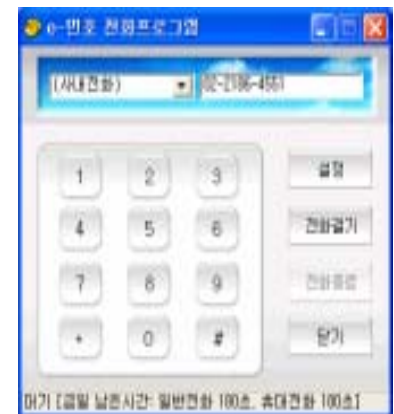 e-번호 전화프로그램
(사내전화) 02-2186-4551
1 2 3 설정
4 5 6 전화걸기
7 8 9 전화종료
* 0 #  닫기
대기 [금일 남은시간: 일반전화 180초, 휴대전화 100초]